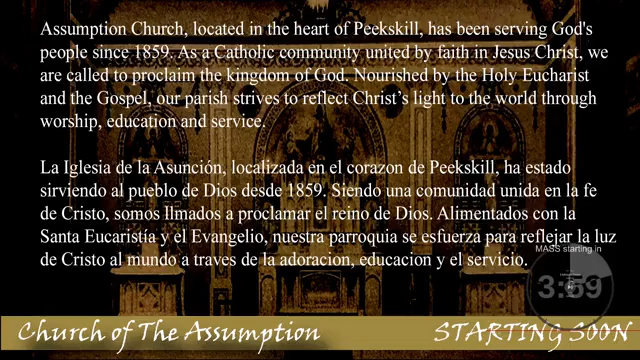 Assumption Church, located in the heart of Peekskill, has been serving God's
people since 1859. As a Catholic community united by faith in Jesus Christ, we
are called to proclaim the kingdom of God. Nourished by the Holy Eucharist
and the Gospel, our parish strives to reflect Christ's light to the world through
worship, education and service.
La Iglesia de la Asunción, localizada en el corazon de Peekskill, ha estado
sirviendo al pueblo de Dios desde 1859. Siendo una comunidad unida en la fe
de Cristo, somos llmados a proclamar el reino de Dios. Alimentados con la
Santa Eucaristía y el Evangelio, nuestra parroquia se esfuerza para reflejar la luz
de Cristo al mundo a traves de la adoracion, educacion y el servicio.
MASS starting in
3:59
Church of The Assumption
STARTING SOON